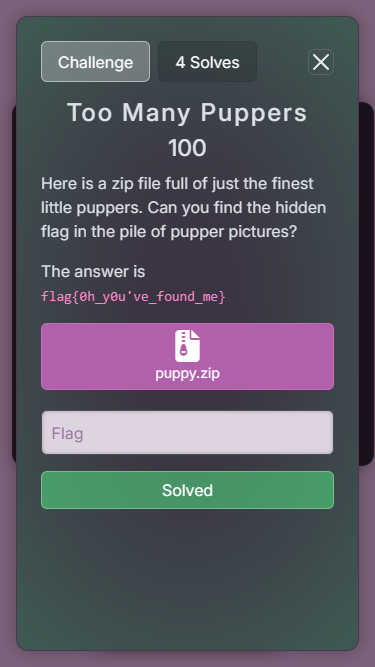 Challenge
4 Solves
Too Many Puppers
100
Here is a zip file full of just the finest
little puppers. Can you find the hidden
flag in the pile of pupper pictures?
The answer is
flag{0h_y0u've_found_me}
puppy.zip
Flag
Solved